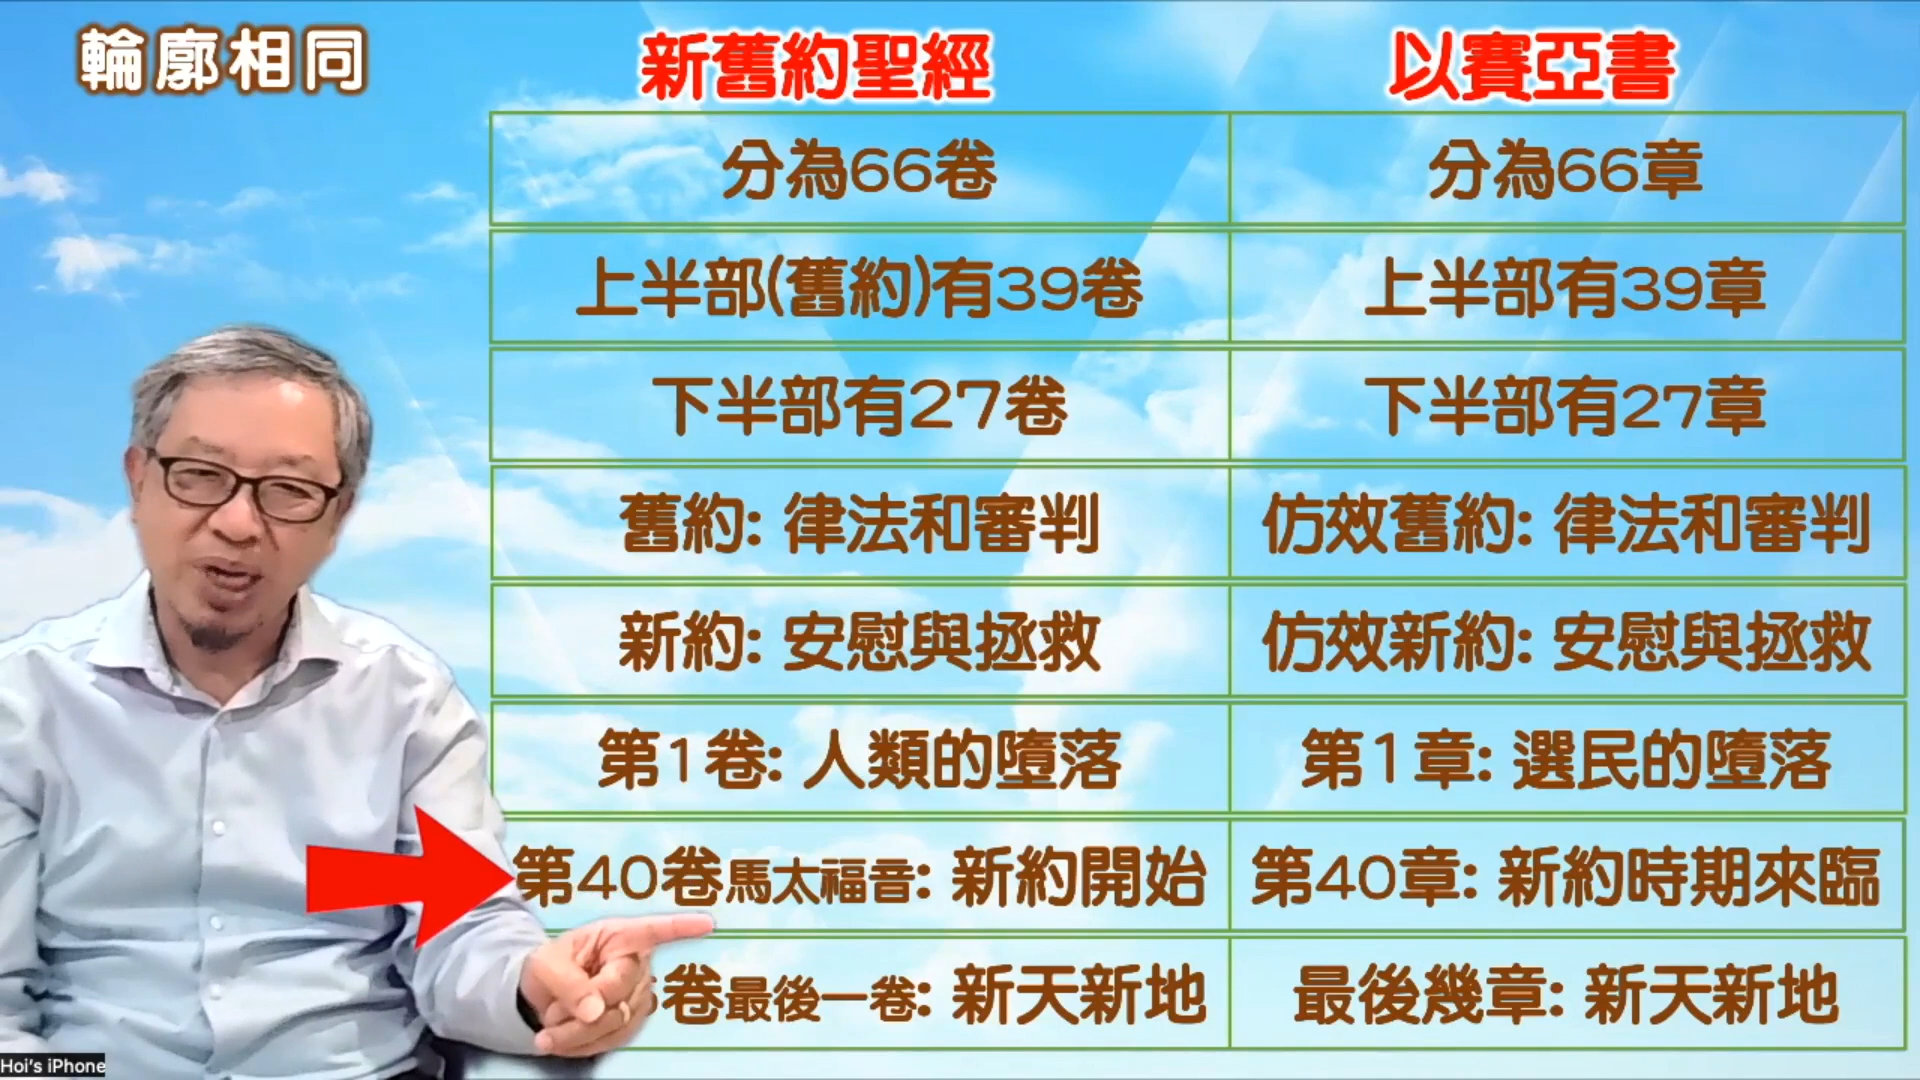 輪廓相同
新舊約聖經 以賽亞書
分為66卷 分為66章
上半部(舊約)有39卷 上半部有39章
下半部有27卷 下半部有27章
舊約: 律法和審判 仿效舊約: 律法和審判
新約: 安慰與拯救 仿效新約: 安慰與拯救
第1卷: 人類的墮落 第1章: 選民的墮落
第40卷馬太福音: 新約開始 第40章: 新約時期來臨
卷最後一卷: 新天新地 最後幾章: 新天新地
Hoi's iPhone